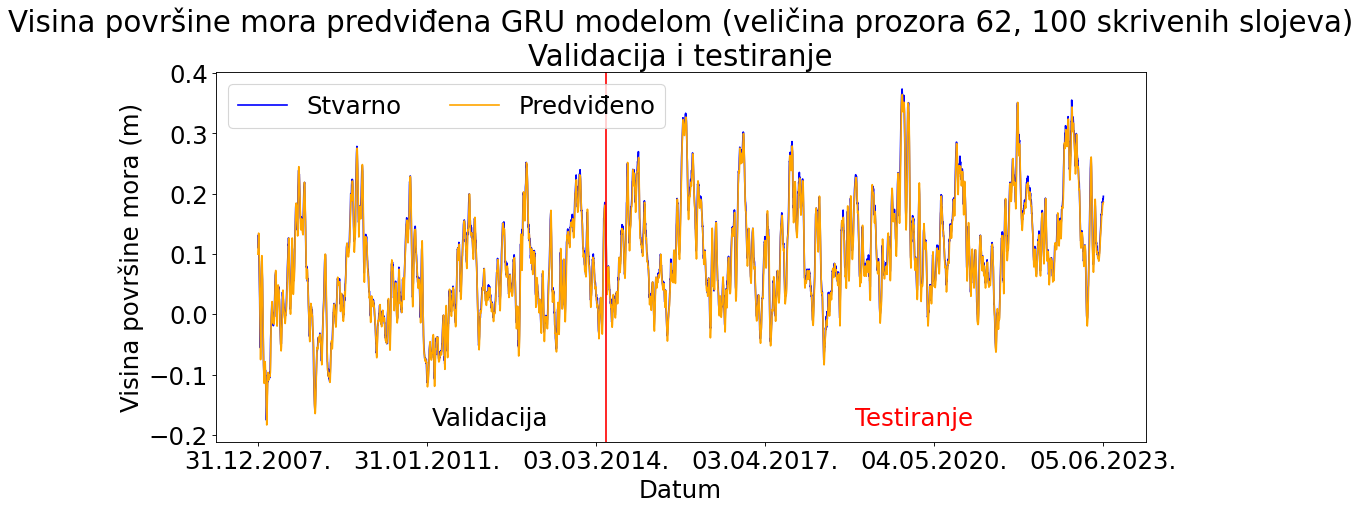 Visina površine mora predviđena GRU modelom (veličina prozora 62, 100 skrivenih slojeva)
Validacija i testiranje
Stvarno
Predviđeno
Visina površine mora (m)
0.4
0.3
0.2
0.1
0.0
−0.1
−0.2
Validacija
Testiranje
31.12.2007.
31.01.2011.
03.03.2014.
03.04.2017.
04.05.2020.
05.06.2023.
Datum